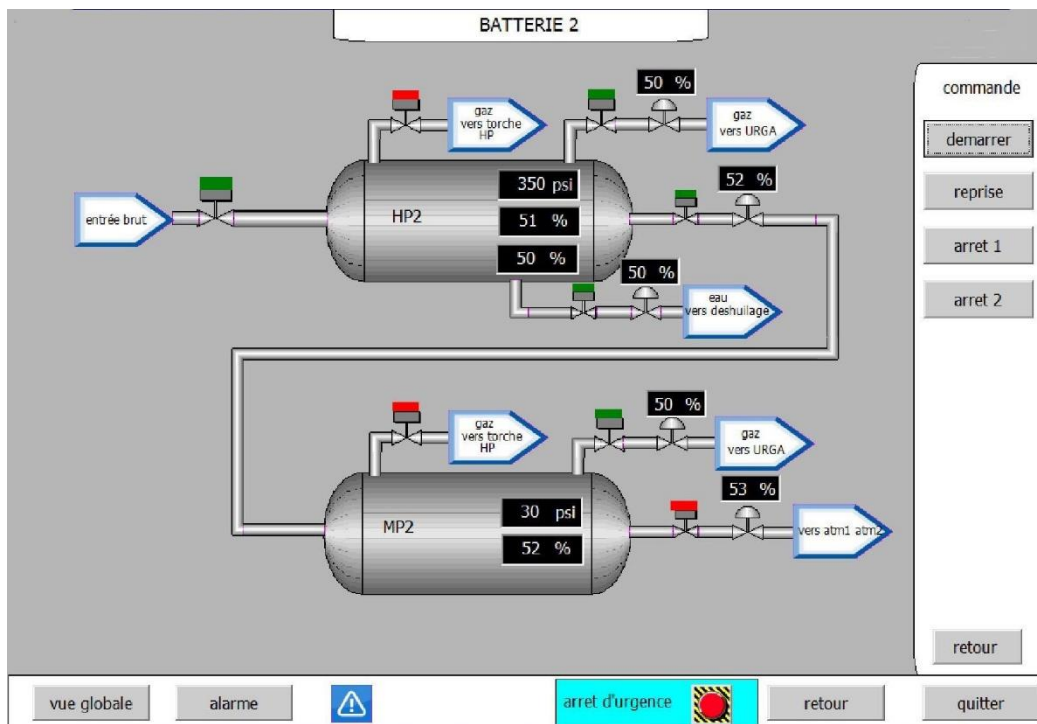 BATTERIE 2
commande
demarrer
reprise
arret 1
arret 2
retour
50 %
gaz
vers torche
HP
gaz
vers URGA
52 %
entrée brut
HP2
350 psi
51 %
50 %
50 %
eau
vers deshuilage
50 %
gaz
vers torche
HP
gaz
vers URGA
53 %
MP2
30 psi
52 %
vers atm1 atm2
vue globale
alarme
arret d'urgence
retour
quitter